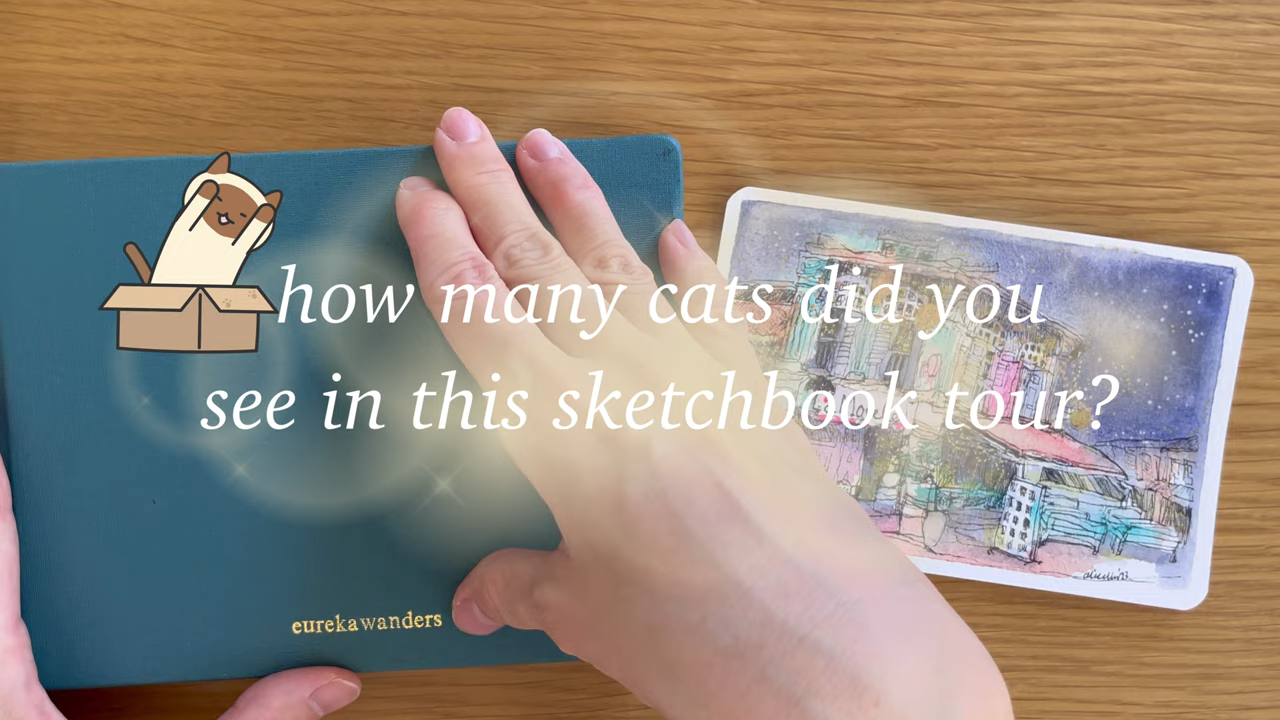 how many cats did you
see in this sketchbook tour?
eurekawanders